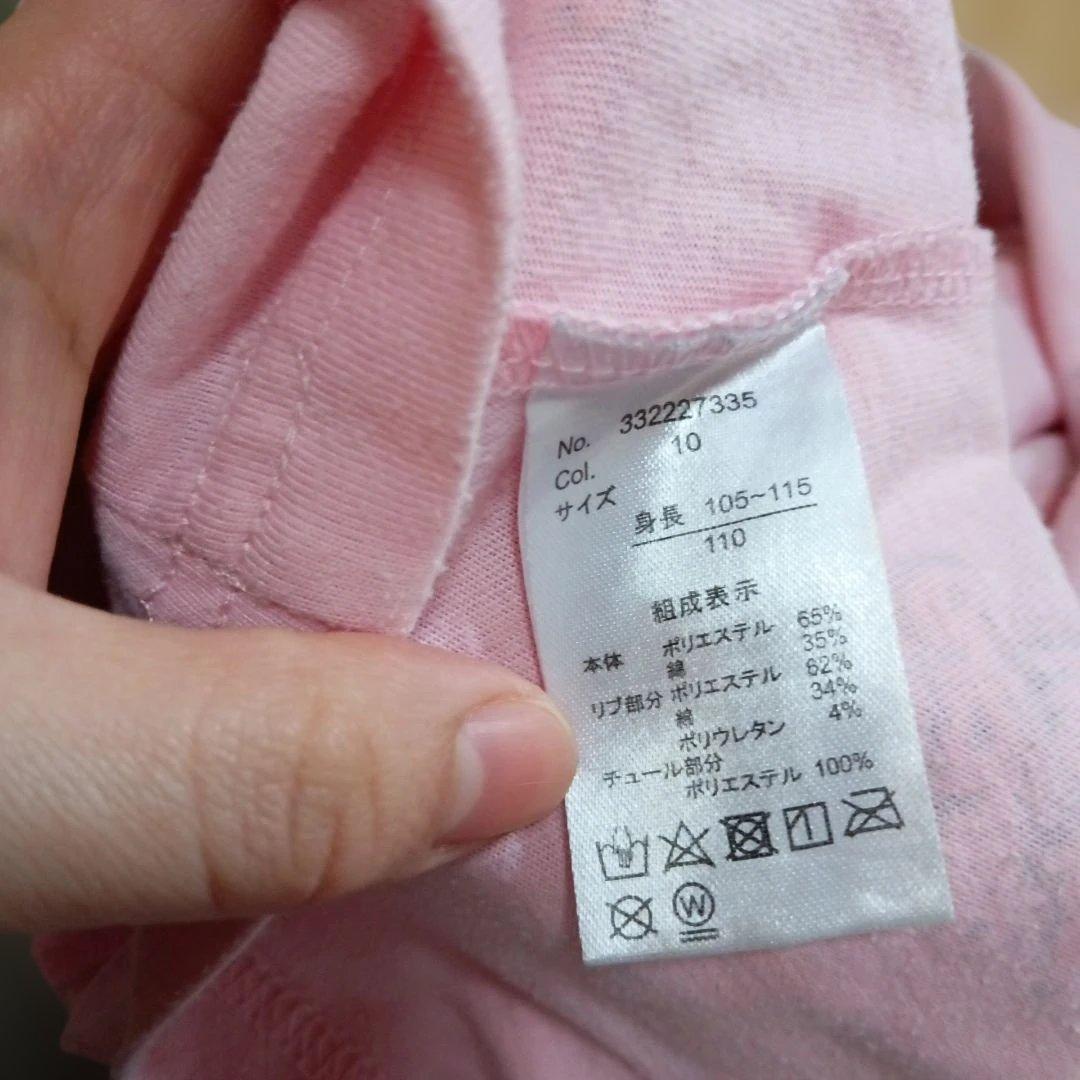 No. 332227335
Col. 10
サイズ 身長 105~115
110
組成表示
本体 ポリエステル 65%
綿 35%
リブ部分 ポリエステル 62%
綿 34%
ポリウレタン 4%
チュール部分
ポリエステル 100%
W